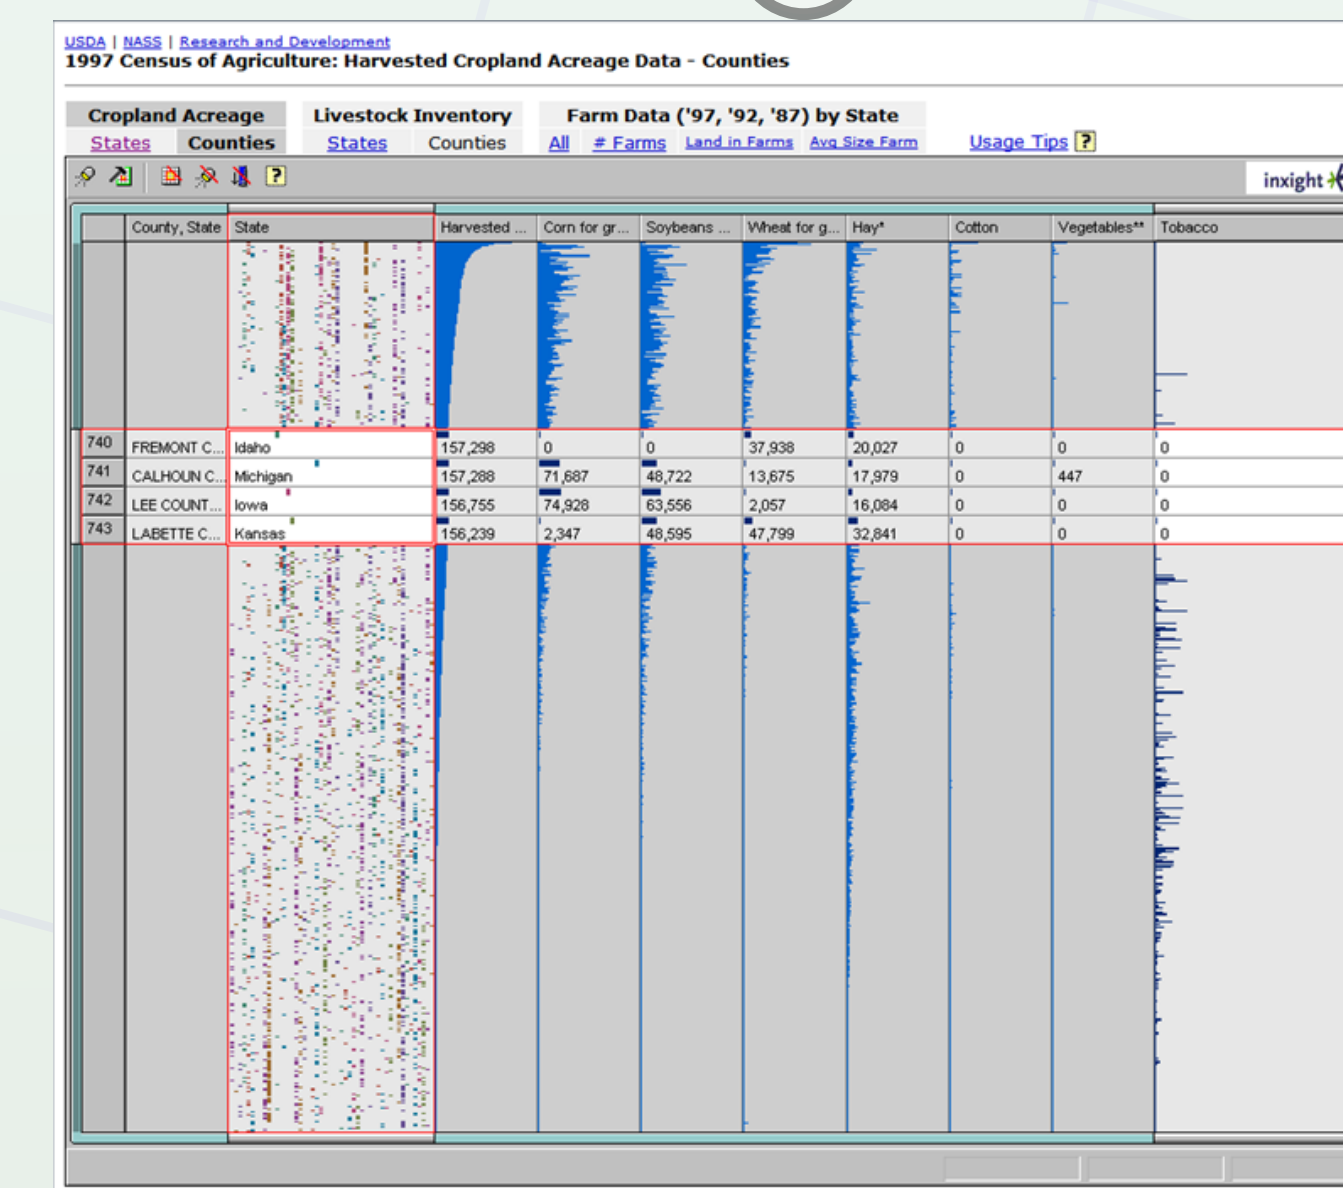 USDA | NASS | Research and Development
1997 Census of Agriculture: Harvested Cropland Acreage Data - Counties
Cropland Acreage Livestock Inventory Farm Data ('97, '92, '87) by State
States Counties States Counties All # Farms Land in Farms Avg Size Farm Usage Tips ?
? inxight
County, State State Harvested ... Corn for gr... Soybeans ... Wheat for g... Hay* Cotton Vegetables** Tobacco
740 FREMONT C... Idaho 157,298 0 0 37,938 20,027 0 0 0
741 CALHOUN C... Michigan 157,288 71,687 48,722 13,675 17,979 0 447 0
742 LEE COUNT... Iowa 156,755 74,928 63,556 2,057 16,084 0 0 0
743 LABETTE C... Kansas 156,239 2,347 48,595 47,799 32,841 0 0 0